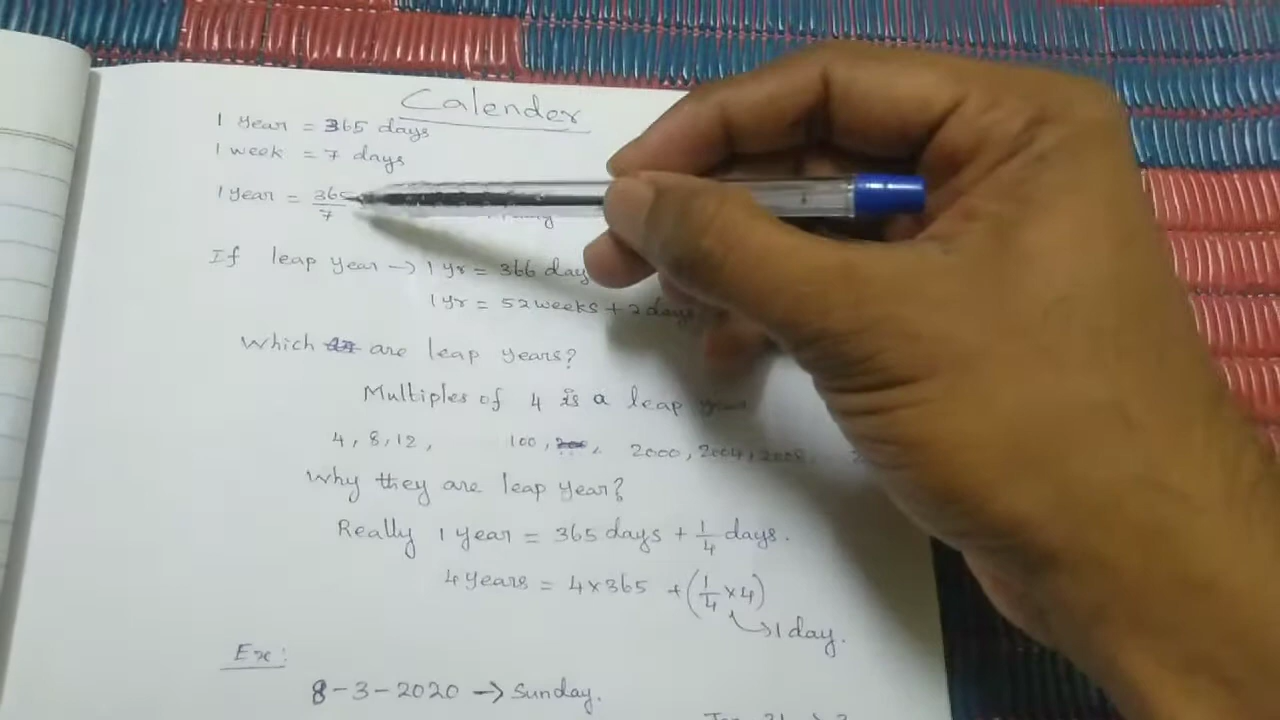 Calender
1 Year = 365 days
1 week = 7 days
1 Year = 365/7
If leap year → 1 yr = 366 day
1 yr = 52 weeks + 2 days
Which are leap years?
Multiples of 4 is a leap
4, 8, 12, 100, 2000, 2004, 2008
Why they are leap year?
Really 1 year = 365 days + 1/4 days.
4 years = 4×365 + (1/4 × 4)
↳ 1 day.
Ex:
8-3-2020 → Sunday.